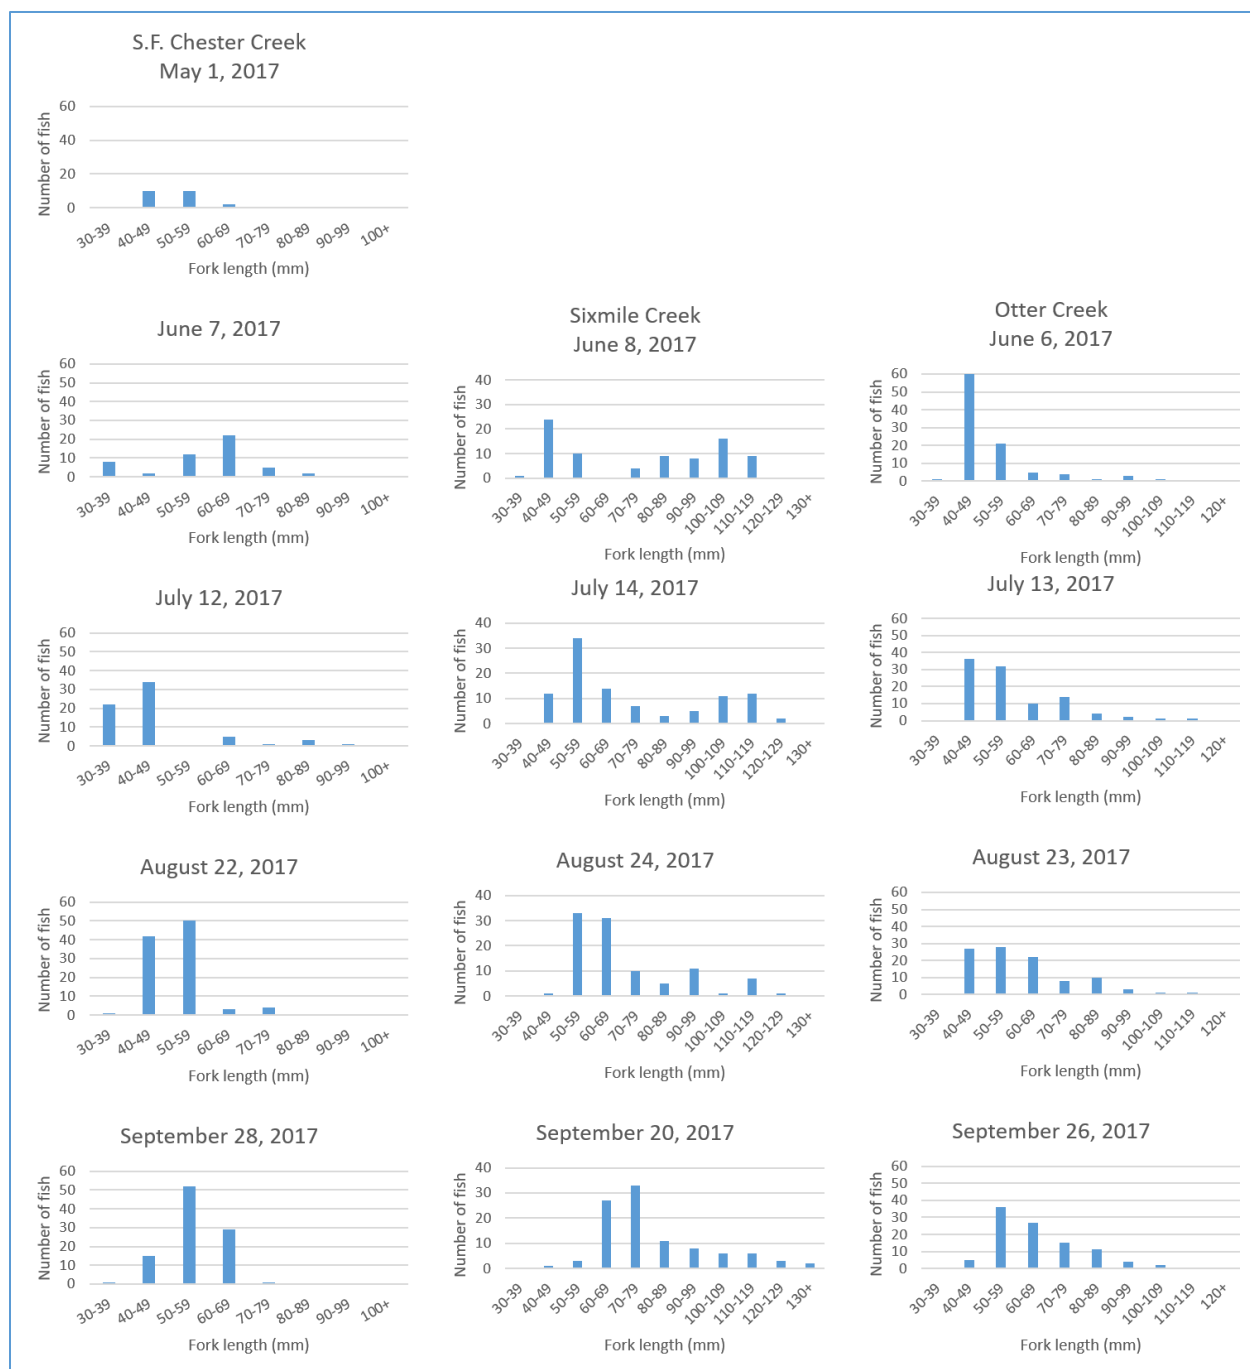 S.F. Chester Creek
May 1, 2017
Number of fish
60
40
20
0
30-39 40-49 50-59 60-69 70-79 80-89 90-99 100+
Fork length (mm)
June 7, 2017
Number of fish
60
50
40
30
20
10
0
30-39 40-49 50-59 60-69 70-79 80-89 90-99 100+
Fork length (mm)
Sixmile Creek
June 8, 2017
Number of fish
40
30
20
10
0
30-39 40-49 50-59 60-69 70-79 80-89 90-99 100-109 110-119 120-129 130+
Fork length (mm)
Otter Creek
June 6, 2017
Number of fish
60
50
40
30
20
10
0
30-39 40-49 50-59 60-69 70-79 80-89 90-99 100-109 110-119 120+
Fork length (mm)
July 12, 2017
Number of fish
60
50
40
30
20
10
0
30-39 40-49 50-59 60-69 70-79 80-89 90-99 100+
Fork length (mm)
July 14, 2017
Number of fish
40
30
20
10
0
30-39 40-49 50-59 60-69 70-79 80-89 90-99 100-109 110-119 120-129 130+
Fork length (mm)
July 13, 2017
Number of fish
60
50
40
30
20
10
0
30-39 40-49 50-59 60-69 70-79 80-89 90-99 100-109 110-119 120+
Fork length (mm)
August 22, 2017
Number of fish
60
50
40
30
20
10
0
30-39 40-49 50-59 60-69 70-79 80-89 90-99 100+
Fork length (mm)
August 24, 2017
Number of fish
40
30
20
10
0
30-39 40-49 50-59 60-69 70-79 80-89 90-99 100-109 110-119 120-129 130+
Fork length (mm)
August 23, 2017
Number of fish
60
50
40
30
20
10
0
30-39 40-49 50-59 60-69 70-79 80-89 90-99 100-109 110-119 120+
Fork length (mm)
September 28, 2017
Number of fish
60
50
40
30
20
10
0
30-39 40-49 50-59 60-69 70-79 80-89 90-99 100+
Fork length (mm)
September 20, 2017
Number of fish
40
30
20
10
0
30-39 40-49 50-59 60-69 70-79 80-89 90-99 100-109 110-119 120-129 130+
Fork length (mm)
September 26, 2017
Number of fish
60
50
40
30
20
10
0
30-39 40-49 50-59 60-69 70-79 80-89 90-99 100-109 110-119 120+
Fork length (mm)